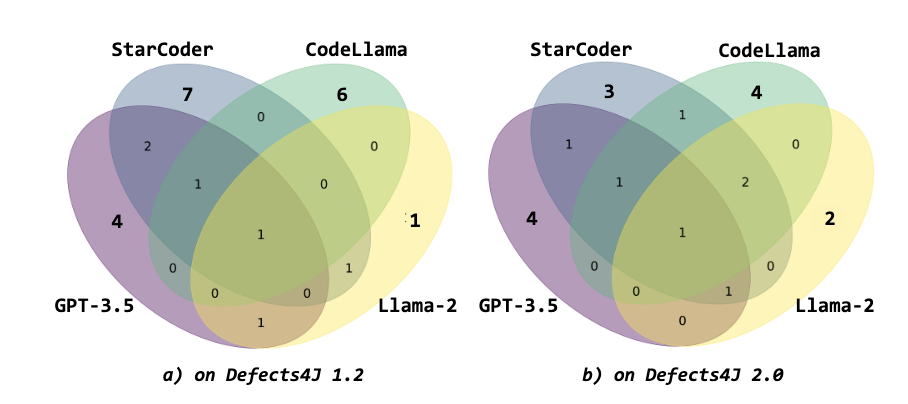 StarCoder CodeLlama StarCoder CodeLlama
7 6 3 4
0 1
2 0 1 0
1 0 1 2
4 1 4 2
1 1
0 1 0 0
0 0 0 1
GPT-3.5 Llama-2 GPT-3.5 Llama-2
1 0
a) on Defects4J 1.2 b) on Defects4J 2.0